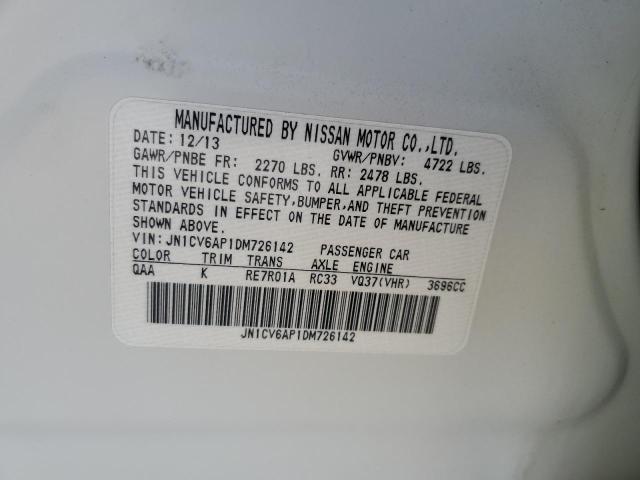 MANUFACTURED BY NISSAN MOTOR CO.,LTD.
DATE: 12/13 GVWR/PNBV: 4722 LBS.
GAWR/PNBE FR: 2270 LBS. RR: 2478 LBS.
THIS VEHICLE CONFORMS TO ALL APPLICABLE FEDERAL
MOTOR VEHICLE SAFETY,BUMPER,AND THEFT PREVENTION
STANDARDS IN EFFECT ON THE DATE OF MANUFACTURE
SHOWN ABOVE.
VIN: JN1CV6AP1DM726142 PASSENGER CAR
COLOR TRIM TRANS AXLE ENGINE
QAA K RE7R01A RC33 VQ37(VHR) 3696CC
JN1CV6AP1DM726142